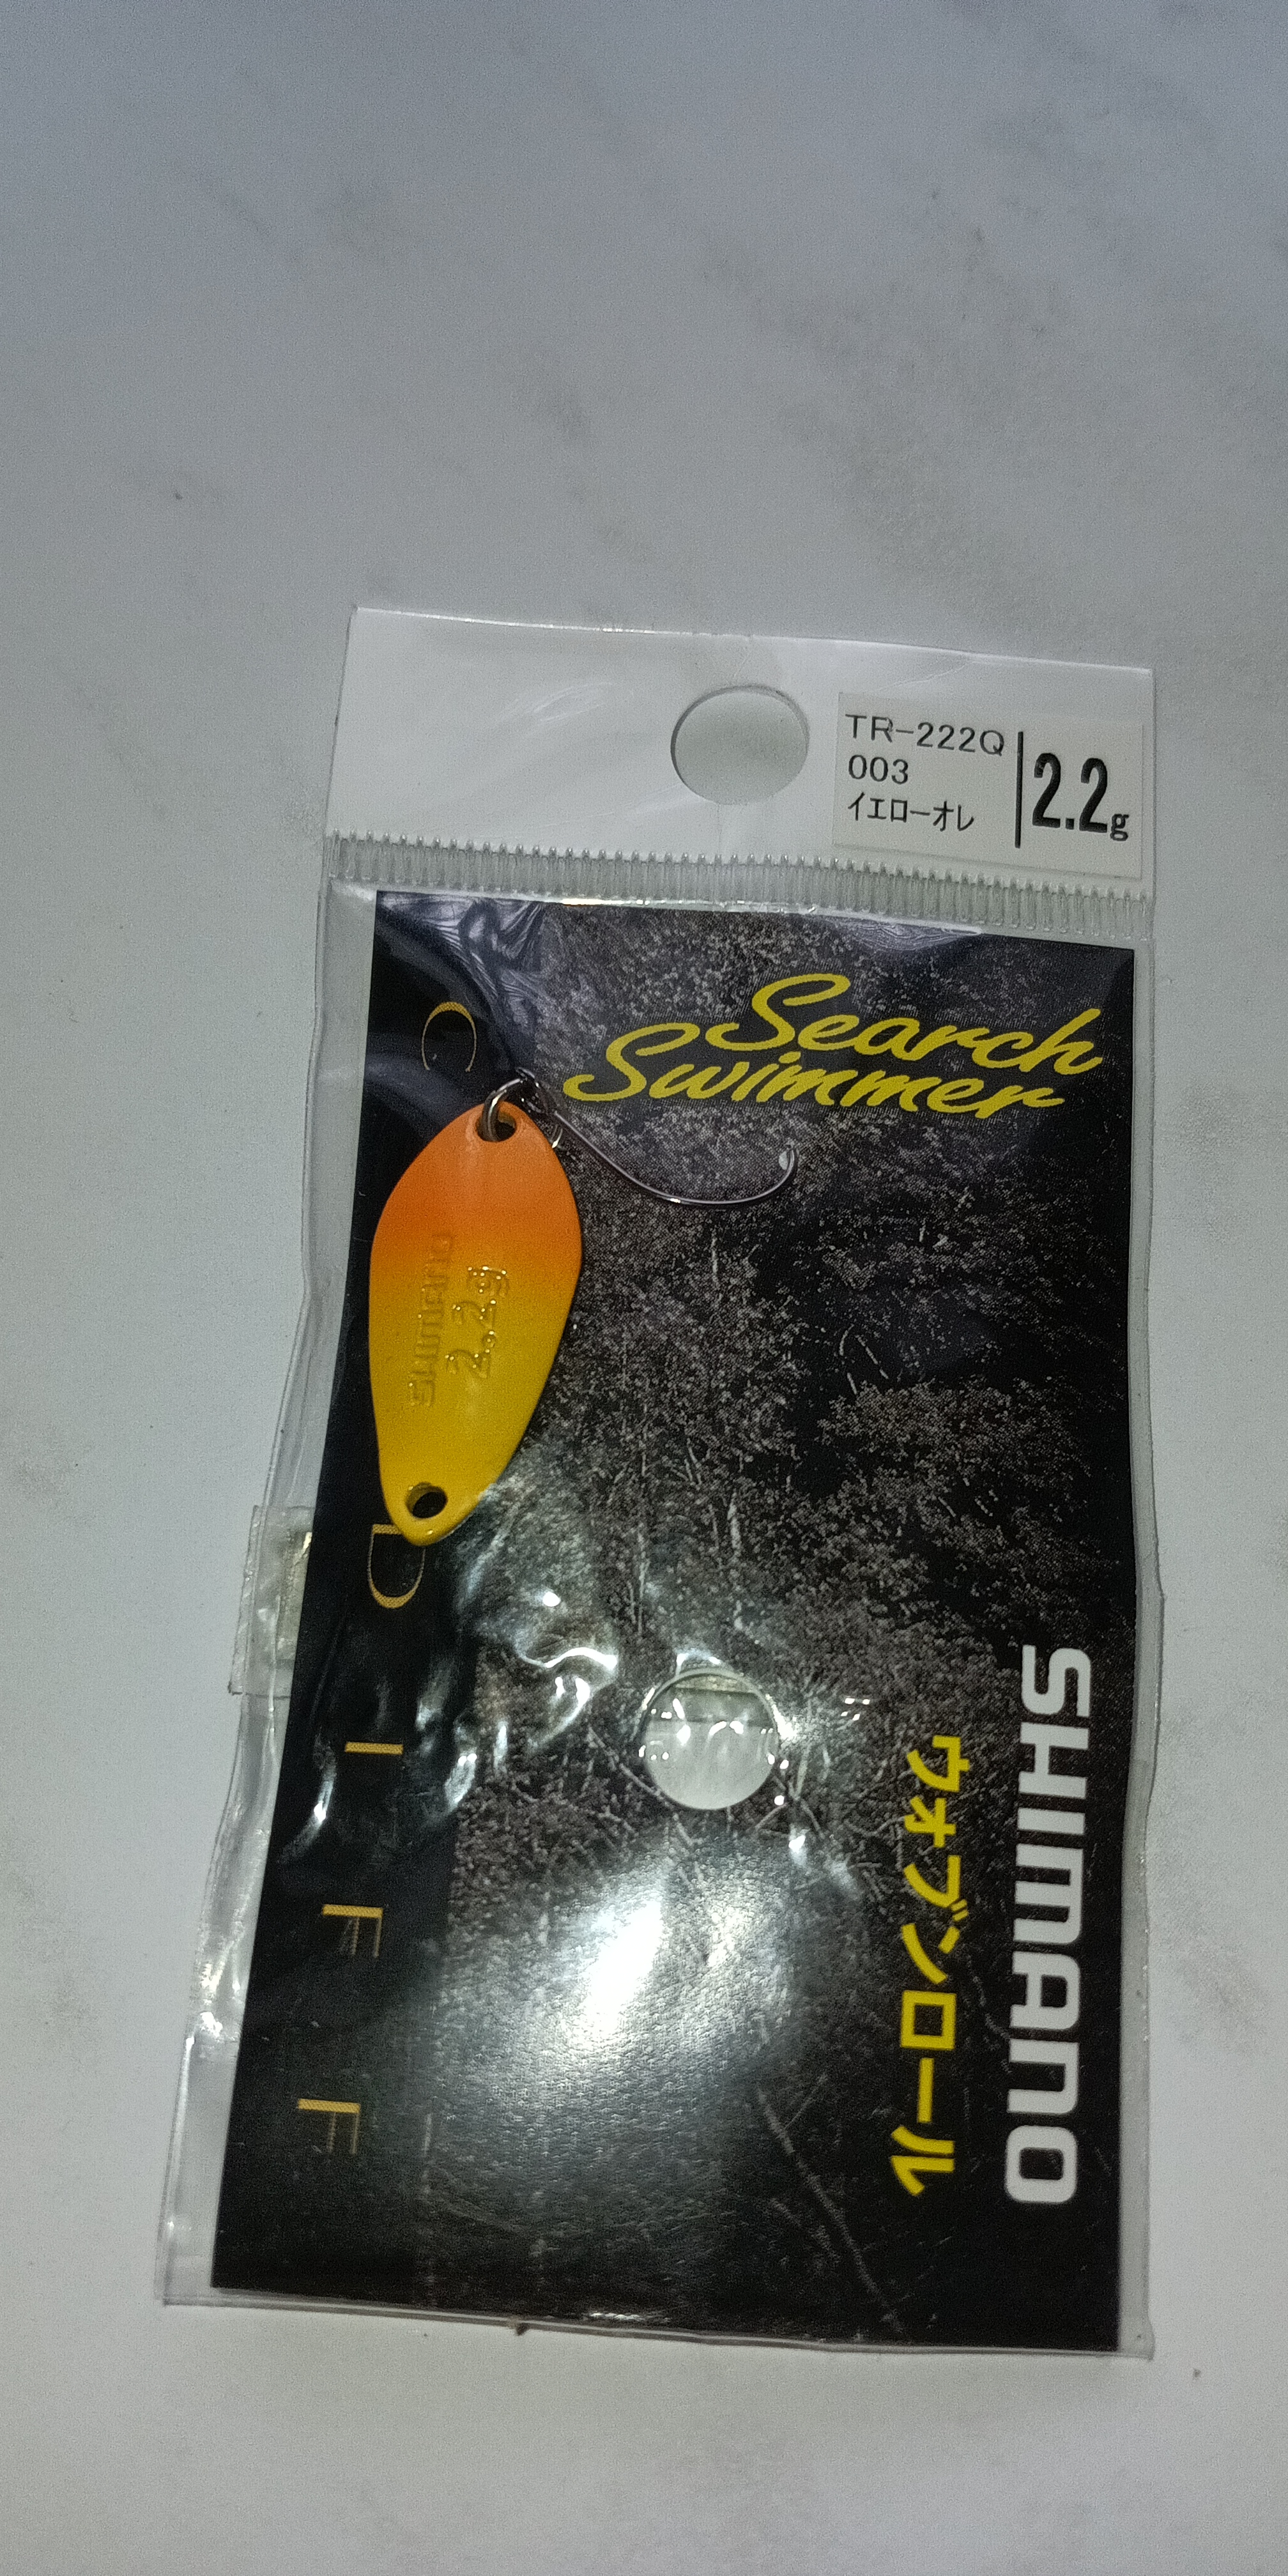 TR-222Q
003
イエローオレ
2.2g
Search
Swimmer
SHIMANO
2.2g
SHIMANO
ウォブンロール
C
D I F F